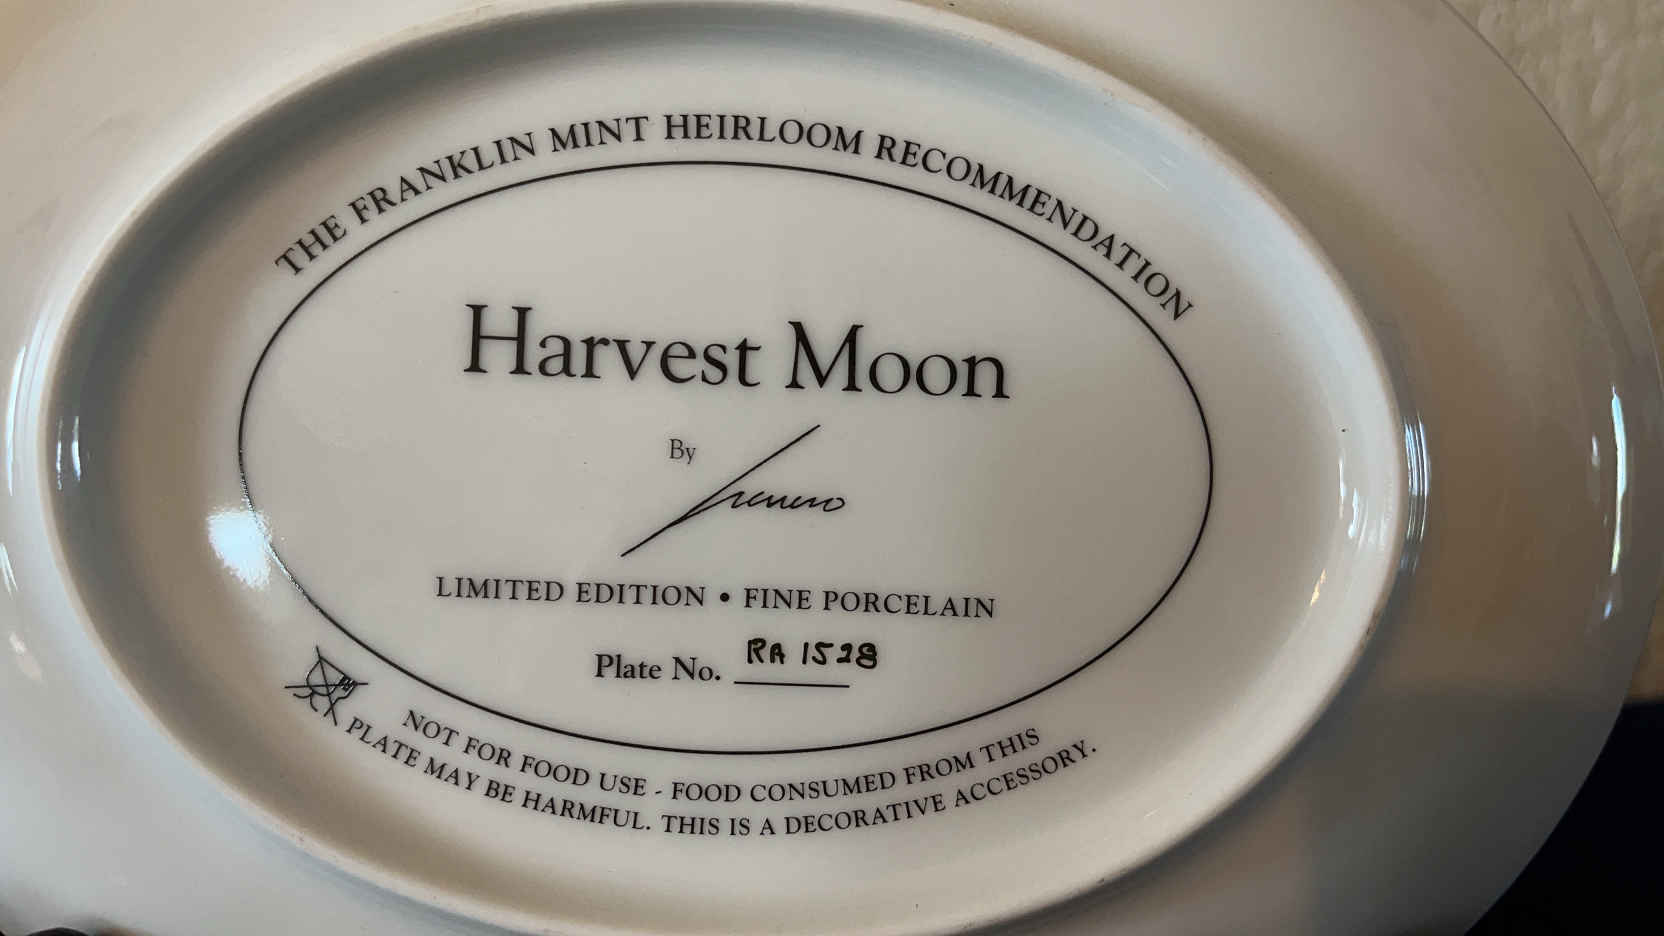 THE FRANKLIN MINT HEIRLOOM RECOMMENDATION
Harvest Moon
By
LIMITED EDITION • FINE PORCELAIN
Plate No. RA 1528
NOT FOR FOOD USE - FOOD CONSUMED FROM THIS
PLATE MAY BE HARMFUL. THIS IS A DECORATIVE ACCESSORY.